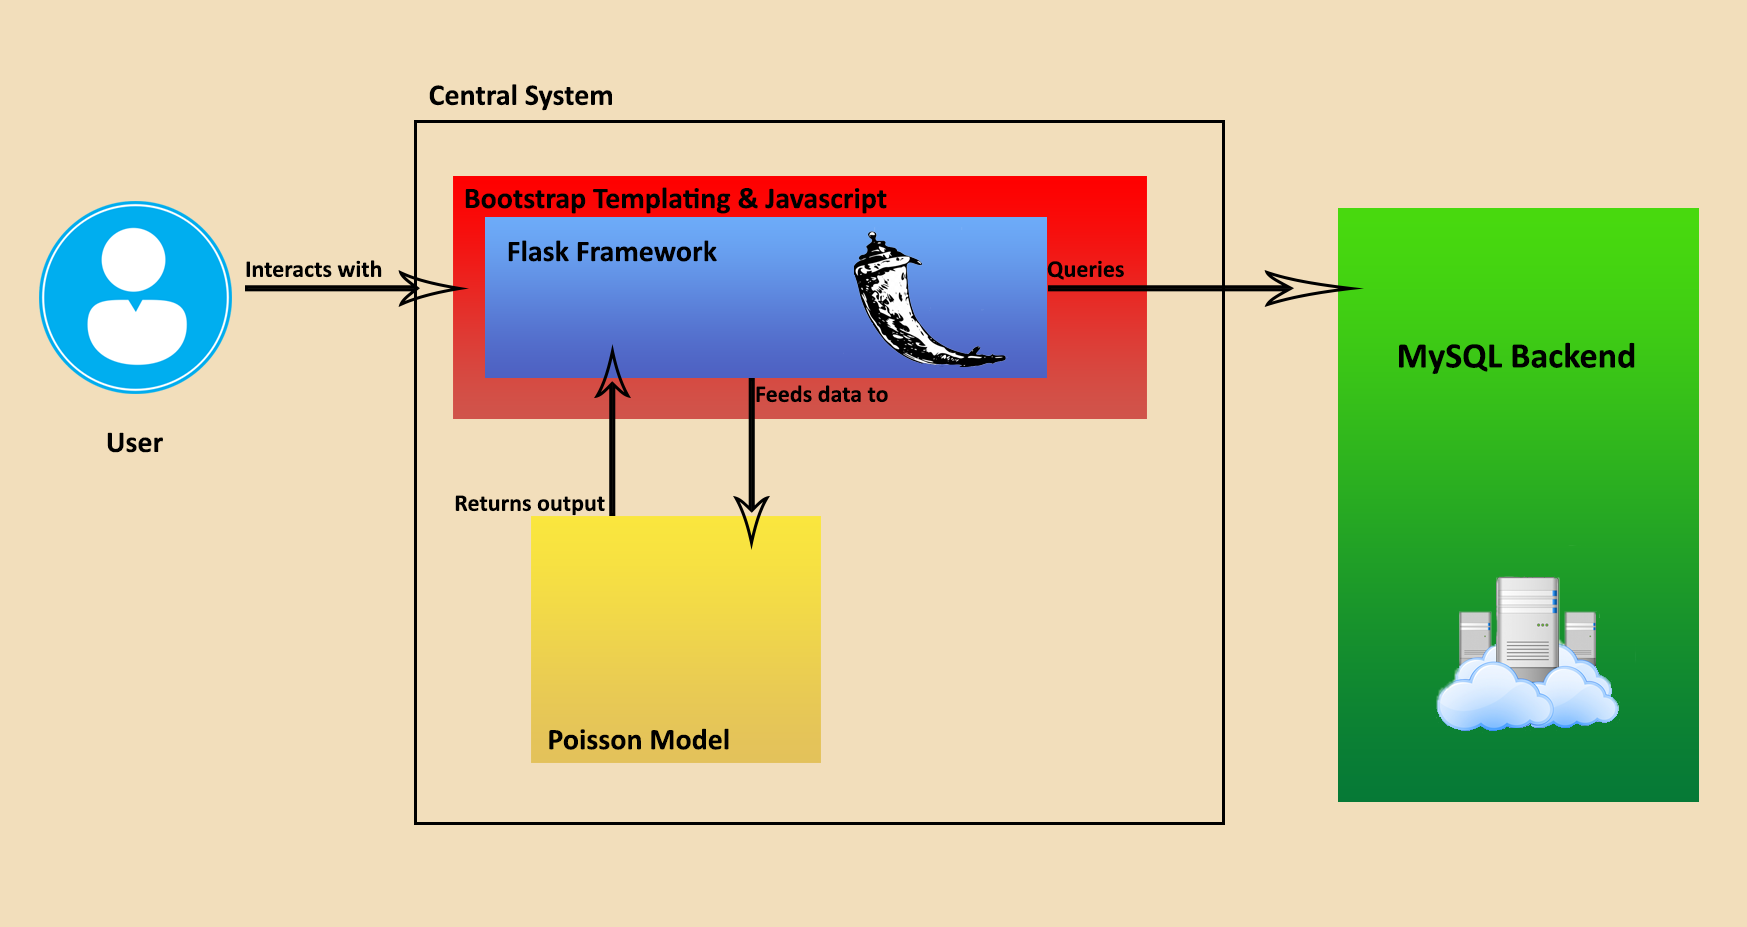 Central System
Bootstrap Templating & Javascript
Flask Framework
Interacts with
Queries
MySQL Backend
Feeds data to
User
Returns output
Poisson Model